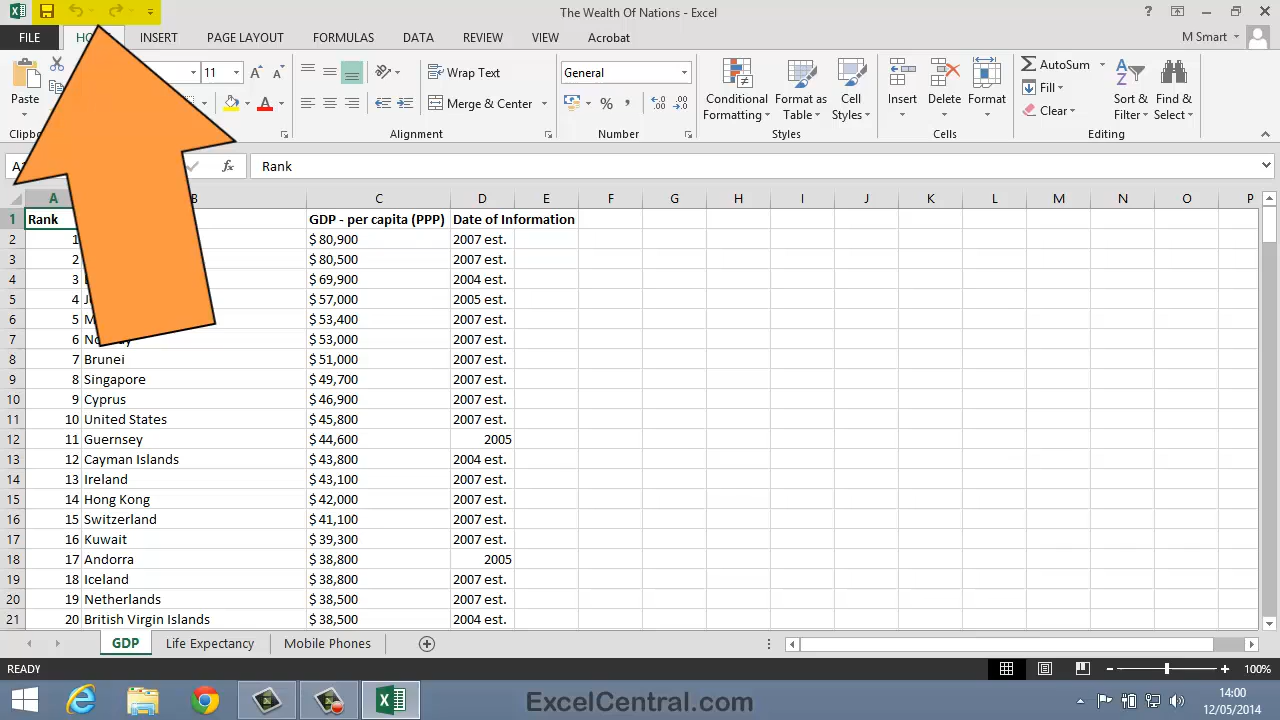 The Wealth Of Nations - Excel
?
FILE INSERT PAGE LAYOUT FORMULAS DATA REVIEW VIEW Acrobat M Smart
Paste 11 Wrap Text General Conditional Formatting Format as Table Cell Styles Insert Delete Format AutoSum Sort & Filter Find & Select
Merge & Center % , Fill
Clear
Alignment Number Styles Cells Editing
fx Rank
A B C D E F G H I J K L M N O P
1 Rank GDP - per capita (PPP) Date of Information
2 1 $ 80,900 2007 est.
3 2 $ 80,500 2007 est.
4 3 $ 69,900 2004 est.
5 4 $ 57,000 2005 est.
6 5 $ 53,400 2007 est.
7 6 $ 53,000 2007 est.
8 7 Brunei $ 51,000 2007 est.
9 8 Singapore $ 49,700 2007 est.
10 9 Cyprus $ 46,900 2007 est.
11 10 United States $ 45,800 2007 est.
12 11 Guernsey $ 44,600 2005
13 12 Cayman Islands $ 43,800 2004 est.
14 13 Ireland $ 43,100 2007 est.
15 14 Hong Kong $ 42,000 2007 est.
16 15 Switzerland $ 41,100 2007 est.
17 16 Kuwait $ 39,300 2007 est.
18 17 Andorra $ 38,800 2005
19 18 Iceland $ 38,800 2007 est.
20 19 Netherlands $ 38,500 2007 est.
21 20 British Virgin Islands $ 38,500 2004 est.
GDP Life Expectancy Mobile Phones
READY 100%
ExcelCentral.com 14:00
12/05/2014